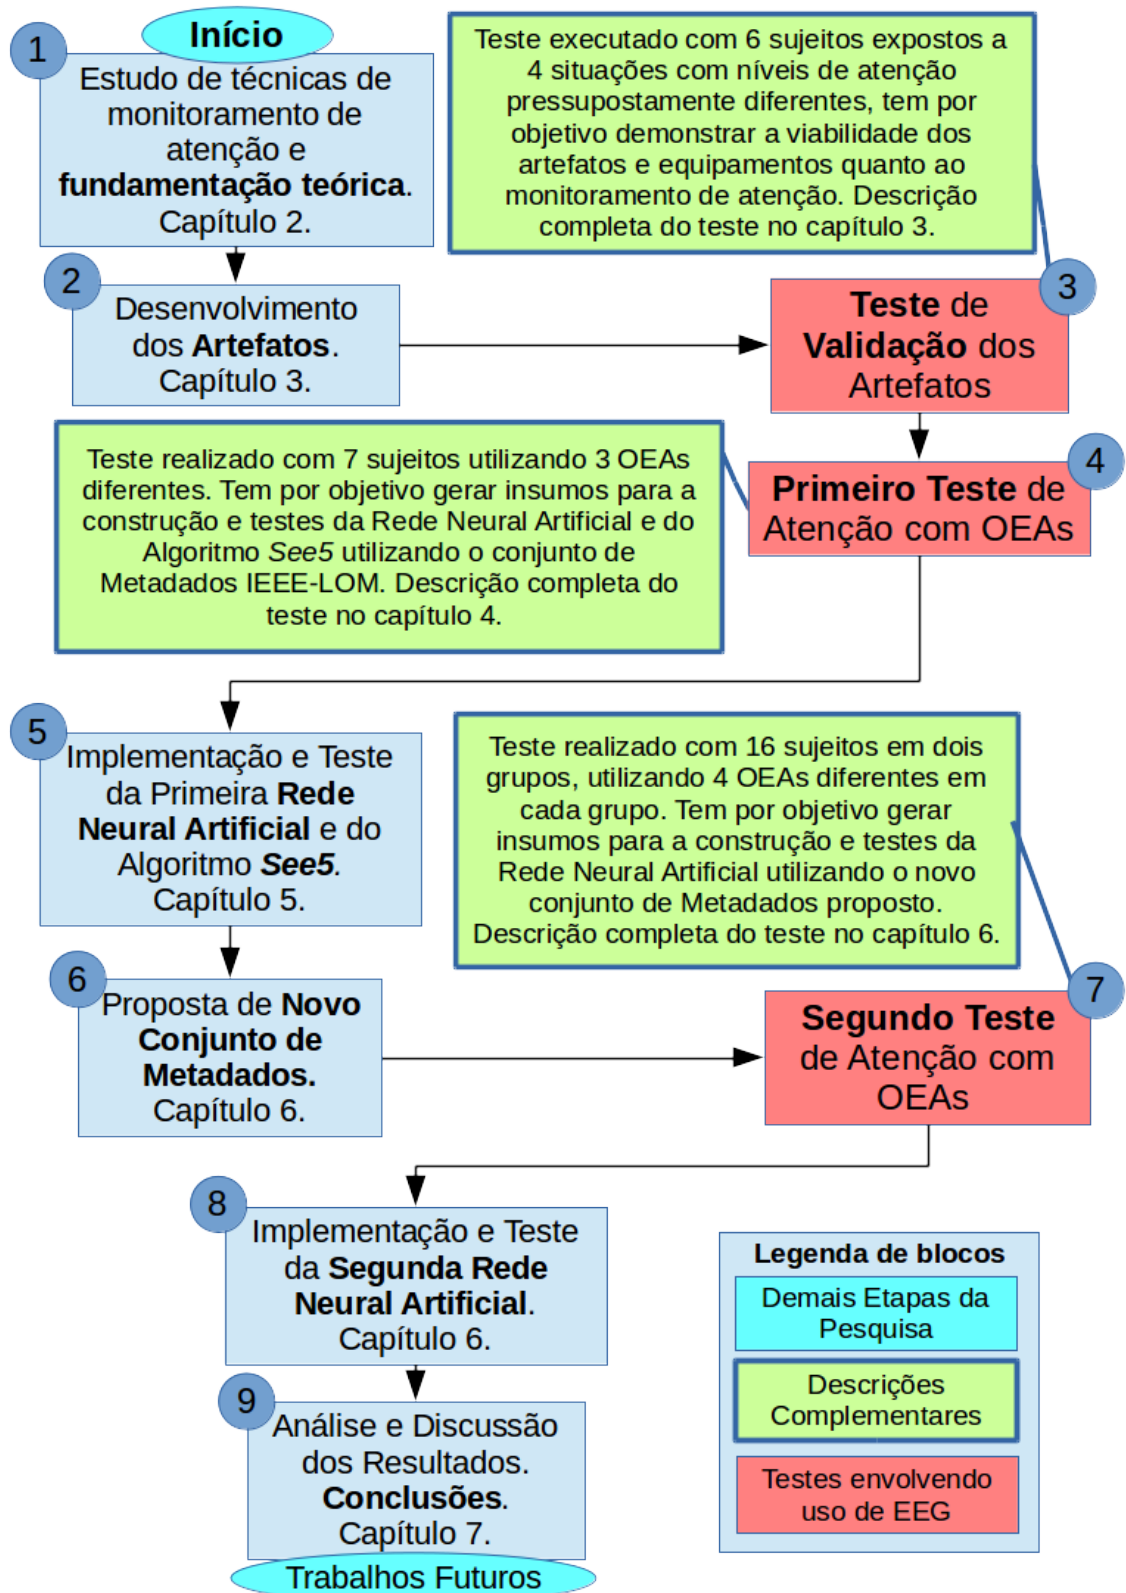 Início
1
Estudo de técnicas de
monitoramento de
atenção e
fundamentação teórica.
Capítulo 2.
Teste executado com 6 sujeitos expostos a
4 situações com níveis de atenção
pressupostamente diferentes, tem por
objetivo demonstrar a viabilidade dos
artefatos e equipamentos quanto ao
monitoramento de atenção. Descrição
completa do teste no capítulo 3.
2
Desenvolvimento
dos Artefatos.
Capítulo 3.
3
Teste de
Validação dos
Artefatos
Teste realizado com 7 sujeitos utilizando 3 OEAs
diferentes. Tem por objetivo gerar insumos para a
construção e testes da Rede Neural Artificial e do
Algoritmo See5 utilizando o conjunto de
Metadados IEEE-LOM. Descrição completa do
teste no capítulo 4.
4
Primeiro Teste de
Atenção com OEAs
5
Implementação e Teste
da Primeira Rede
Neural Artificial e do
Algoritmo See5.
Capítulo 5.
Teste realizado com 16 sujeitos em dois
grupos, utilizando 4 OEAs diferentes em
cada grupo. Tem por objetivo gerar
insumos para a construção e testes da
Rede Neural Artificial utilizando o novo
conjunto de Metadados proposto.
Descrição completa do teste no capítulo 6.
6
Proposta de Novo
Conjunto de
Metadados.
Capítulo 6.
7
Segundo Teste
de Atenção com
OEAs
8
Implementação e Teste
da Segunda Rede
Neural Artificial.
Capítulo 6.
9
Análise e Discussão
dos Resultados.
Conclusões.
Capítulo 7.
Trabalhos Futuros
Legenda de blocos
Demais Etapas da
Pesquisa
Descrições
Complementares
Testes envolvendo
uso de EEG